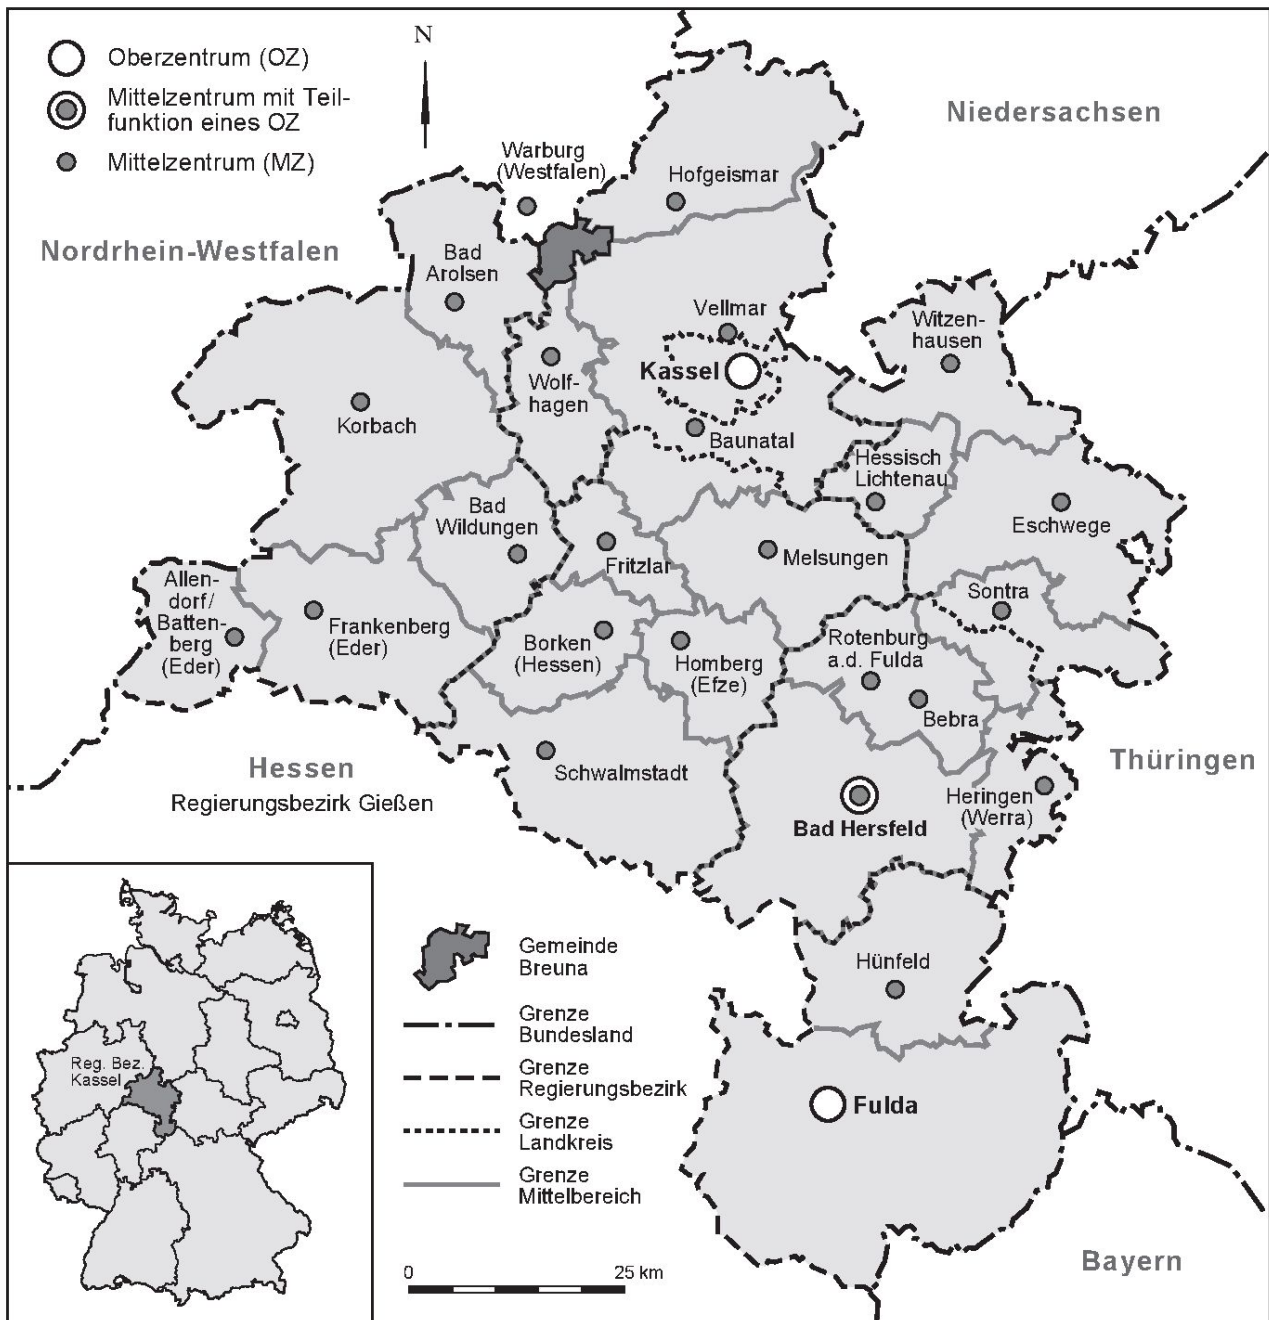 Oberzentrum (OZ)
Mittelzentrum mit Teil-
funktion eines OZ
Mittelzentrum (MZ)
N
Niedersachsen
Warburg
(Westfalen)
Hofgeismar
Nordrhein-Westfalen
Bad
Arolsen
Vellmar
Witzen-
hausen
Kassel
Wolf-
hagen
Korbach
Baunatal
Hessisch
Lichtenau
Bad
Wildungen
Eschwege
Fritzlar
Melsungen
Allen-
dorf/
Batten-
berg
(Eder)
Sontra
Frankenberg
(Eder)
Borken
(Hessen)
Homberg
(Efze)
Rotenburg
a.d. Fulda
Bebra
Hessen
Regierungsbezirk Gießen
Schwalmstadt
Thüringen
Heringen
(Werra)
Bad Hersfeld
Hünfeld
Fulda
Bayern
Reg. Bez.
Kassel
Gemeinde
Breuna
Grenze
Bundesland
Grenze
Regierungsbezirk
Grenze
Landkreis
Grenze
Mittelbereich
0 25 km